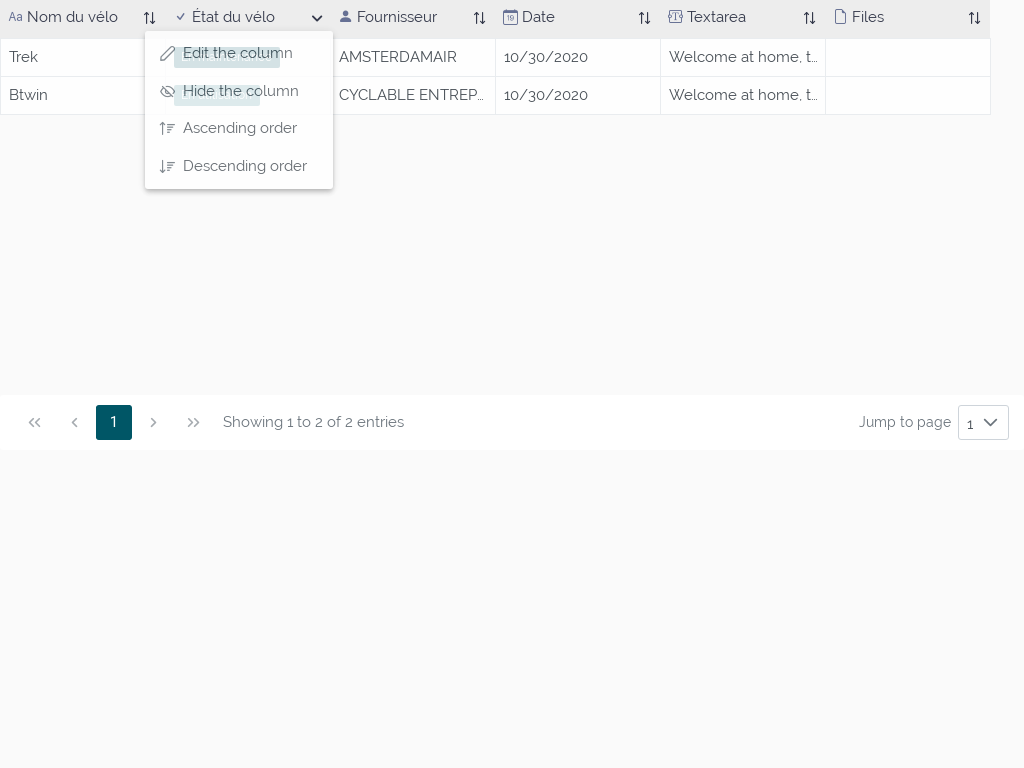 Aa Nom du vélo État du vélo Fournisseur 19 Date Textarea Files
Trek AMSTERDAMAIR 10/30/2020 Welcome at home, t...
Btwin CYCLABLE ENTREP... 10/30/2020 Welcome at home, t...
Edit the column
Hide the column
Ascending order
Descending order
1 Showing 1 to 2 of 2 entries Jump to page 1